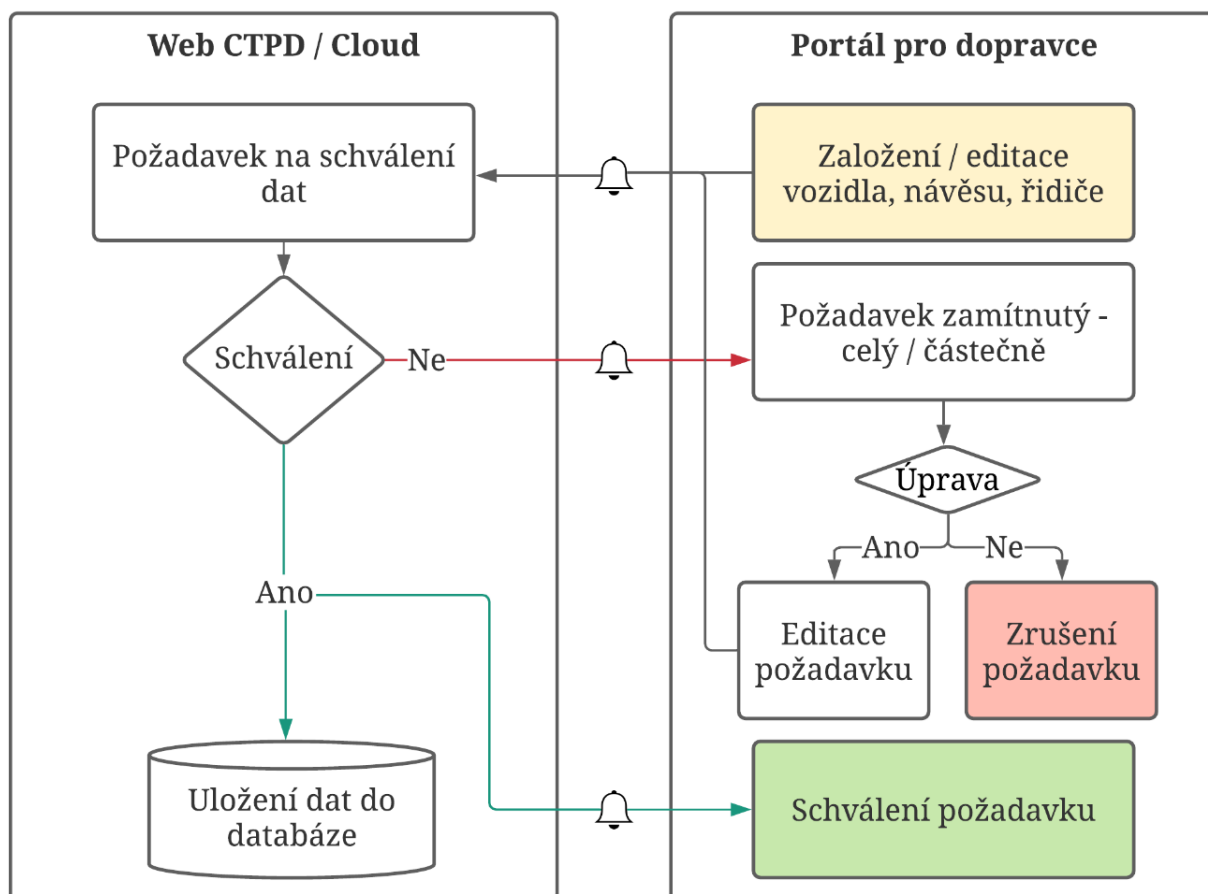 Web CTPD / Cloud
Požadavek na schválení
dat
Schválení
Ne
Ano
Uložení dat do
databáze
Portál pro dopravce
Založení / editace
vozidla, návěsu, řidiče
Požadavek zamítnutý -
celý / částečně
Úprava
Ano
Ne
Editace
požadavku
Zrušení
požadavku
Schválení požadavku